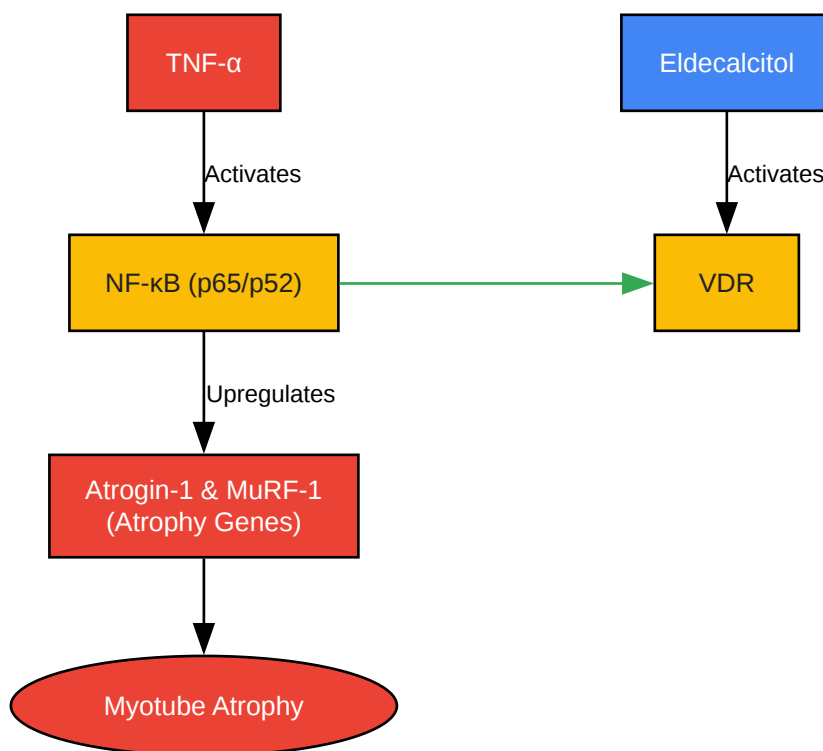 TNF-α
Eldecalcitol
Activates
Activates
NF-κB (p65/p52)
VDR
Upregulates
Atrogin-1 & MuRF-1
(Atrophy Genes)
Myotube Atrophy